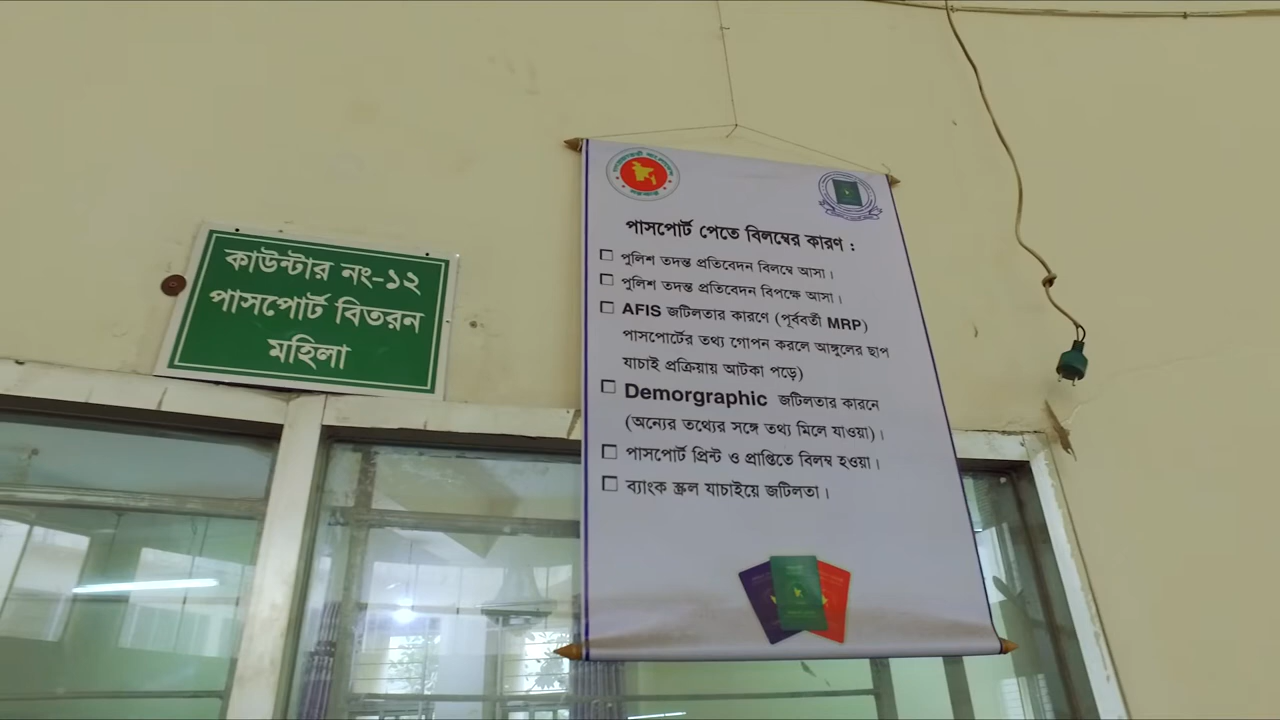 কাউন্টার নং-১২
পাসপোর্ট বিতরন
মহিলা
পাসপোর্ট পেতে বিলম্বের কারণ :
পুলিশ তদন্ত প্রতিবেদন বিলম্বে আসা।
পুলিশ তদন্ত প্রতিবেদন বিপক্ষে আসা।
AFIS জটিলতার কারণে (পূর্ববর্তী MRP)
পাসপোর্টের তথ্য গোপন করলে আঙ্গুলের ছাপ
যাচাই প্রক্রিয়ায় আটকা পড়ে)
Demorgraphic জটিলতার কারনে
(অন্যের তথ্যের সঙ্গে তথ্য মিলে যাওয়া)।
পাসপোর্ট প্রিন্ট ও প্রাপ্তিতে বিলম্ব হওয়া।
ব্যাংক স্ক্রল যাচাইয়ে জটিলতা।